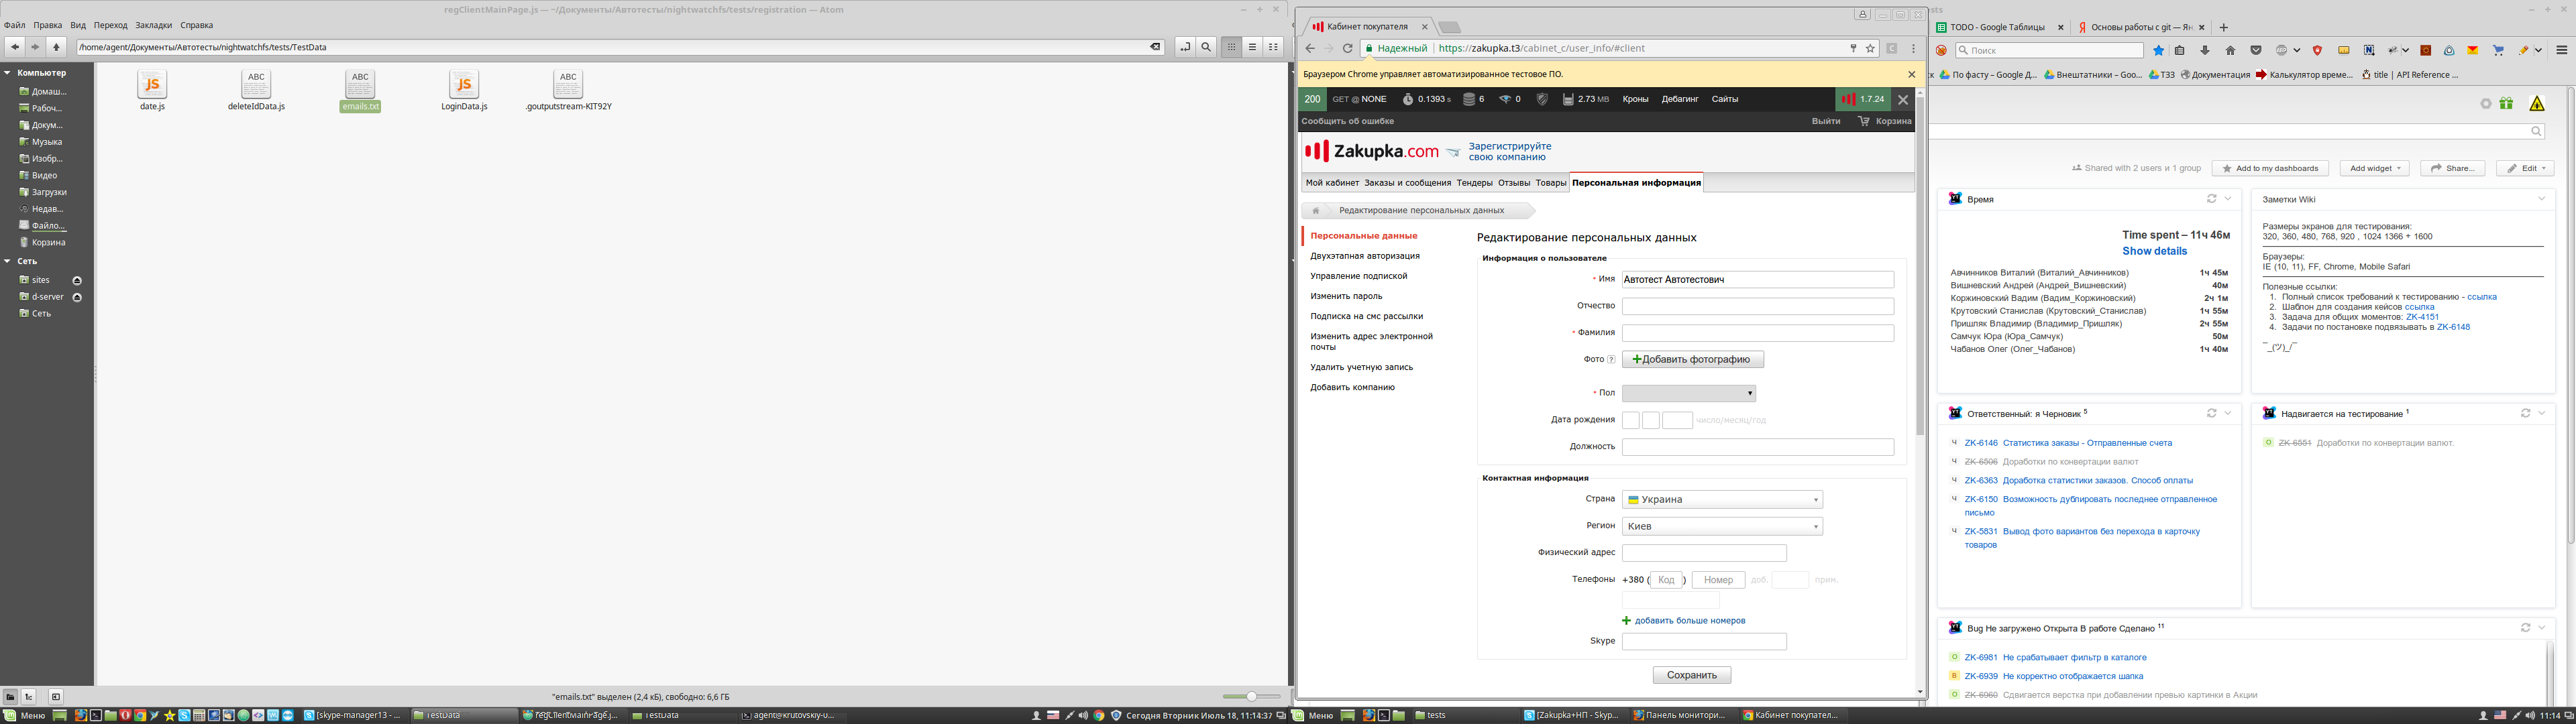 regClientMainPage.js — ~/Документы/Автотесты/nightwatchfs/tests/registration — Atom
Файл Правка Вид Переход Закладки Справка
/home/agent/Документы/Автотесты/nightwatchfs/tests/TestData
Компьютер
Домаш...
Рабоч...
Докум...
Музыка
Изобр...
Видео
Загрузки
Недав...
Файло...
Корзина
Сеть
sites
d-server
Сеть
date.js
deleteIdData.js
emails.txt
LoginData.js
.goutputstream-KIT92Y
"emails.txt" выделен (2,4 кБ), свободно: 6,6 ГБ
Кабинет покупателя
Надежный https://zakupka.t3/cabinet_c/user_info/#client
Браузером Chrome управляет автоматизированное тестовое ПО.
200 GET @ NONE 0.1393 s 6 0 2.73 MB Кроны Дебагинг Сайты 1.7.24
Сообщить об ошибке Выйти Корзина
Zakupka.com
Зарегистрируйте
свою компанию
Мой кабинет Заказы и сообщения Тендеры Отзывы Товары Персональная информация
Редактирование персональных данных
Персональные данные
Двухэтапная авторизация
Управление подпиской
Изменить пароль
Подписка на смс рассылки
Изменить адрес электронной
почты
Удалить учетную запись
Добавить компанию
Редактирование персональных данных
Информация о пользователе
* Имя Автотест Автотестович
Отчество
* Фамилия
Фото ? Добавить фотографию
* Пол
Дата рождения число/месяц/год
Должность
Контактная информация
Страна Украина
Регион Киев
Физический адрес
Телефоны +380 ( Код ) Номер доб. прим.
добавить больше номеров
Skype
Сохранить
TODO - Google Таблицы
Основы работы с git — Ян
Поиск
По фасту – Google Д...
Внештатники – Goo...
ТЗЗ
Документация
Калькулятор време...
title | API Reference ...
Shared with 2 users и 1 group
Add to my dashboards
Add widget
Share...
Edit
Время
Time spent – 11ч 46м
Show details
Авчинников Виталий (Виталий_Авчинников) 1ч 45м
Вишневский Андрей (Андрей_Вишневский) 40м
Коржиновский Вадим (Вадим_Коржиновский) 2ч 1м
Крутовский Станислав (Крутовский_Станислав) 1ч 55м
Пришляк Владимир (Владимир_Пришляк) 2ч 55м
Самчук Юра (Юра_Самчук) 50м
Чабанов Олег (Олег_Чабанов) 1ч 40м
Заметки Wiki
Размеры экранов для тестирования:
320, 360, 480, 768, 920 , 1024 1366 + 1600
Браузеры:
IE (10, 11), FF, Chrome, Mobile Safari
Полезные ссылки:
1. Полный список требований к тестированию - ссылка
2. Шаблон для создания кейсов ссылка
3. Задача для общих моментов: ZK-4151
4. Задачи по постановке подвязывать в ZK-6148
¯_(ツ)_/¯
Ответственный: я Черновик 5
Ч ZK-6146 Статистика заказы - Отправленные счета
Ч ZK-6506 Доработки по конвертации валют
Ч ZK-6363 Доработка статистики заказов. Способ оплаты
Ч ZK-6150 Возможность дублировать последнее отправленное
письмо
Ч ZK-5831 Вывод фото вариантов без перехода в карточку
товаров
Надвигается на тестирование 1
О ZK-6551 Доработки по конвертации валют.
Bug Не загружено Открыта В работе Сделано 11
О ZK-6981 Не срабатывает фильтр в каталоге
В ZK-6939 Не корректно отображается шапка
О ZK-6960 Сдвигается верстка при добавлении превью картинки в Акции
Меню
[skype-manager13 - ...
TestData
regClientMainPage.j...
TestData
agent@krutovskiy-u...
Сегодня Вторник Июль 18, 11:14:37
Меню
tests
[Zakupka+НП - Skyp...
Панель монитори...
Кабинет покупател...
11:14